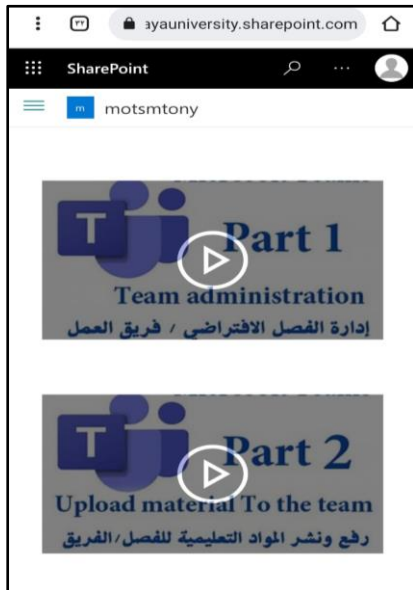 ٣٢
ayauniversity.sharepoint.com
SharePoint
m
motsmtony
T
Part 1
Team administration
إدارة الفصل الافتراضي / فريق العمل
T
Part 2
Upload material To the team
رفع ونشر المواد التعليمية للفصل/الفريق